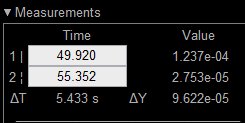 ▼ Measurements
Time Value
1 | 49.920 1.237e-04
2 | 55.352 2.753e-05
ΔT 5.433 s ΔY 9.622e-05